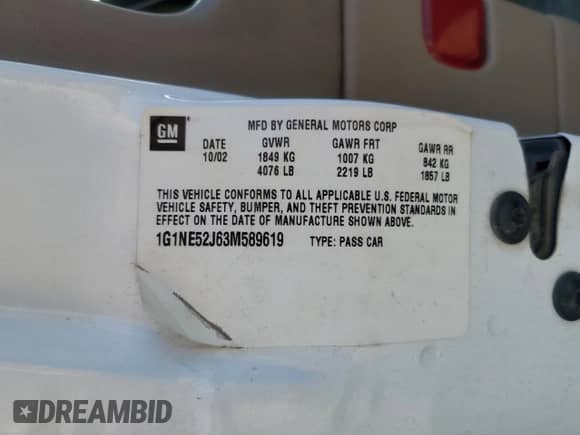 MFD BY GENERAL MOTORS CORP
GM
DATE GVWR GAWR FRT GAWR RR
10/02 1849 KG 1007 KG 842 KG
4076 LB 2219 LB 1857 LB
THIS VEHICLE CONFORMS TO ALL APPLICABLE U.S. FEDERAL MOTOR
VEHICLE SAFETY, BUMPER, AND THEFT PREVENTION STANDARDS IN
EFFECT ON THE DATE OF MANUFACTURE SHOWN ABOVE.
1G1NE52J63M589619 TYPE: PASS CAR
DREAMBID